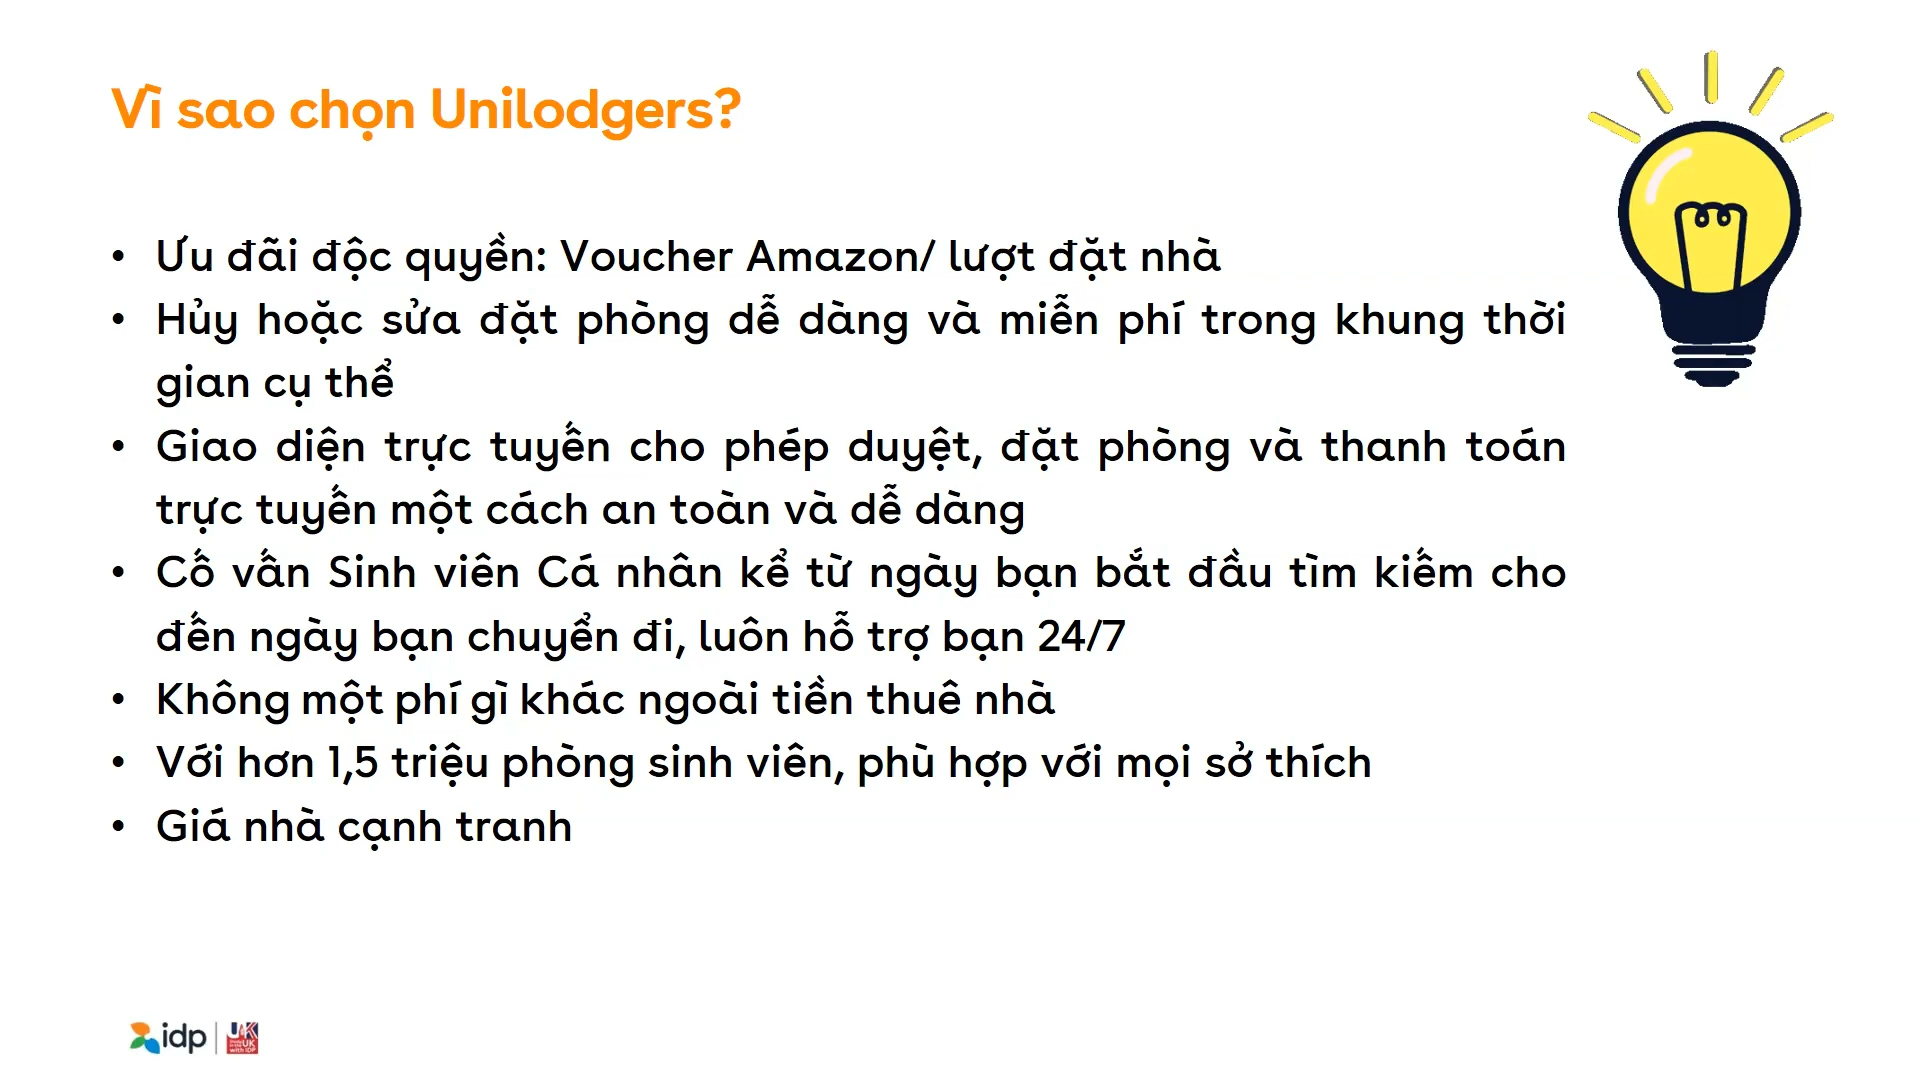 Vì sao chọn Unilodgers?
• Ưu đãi độc quyền: Voucher Amazon/ lượt đặt nhà
• Hủy hoặc sửa đặt phòng dễ dàng và miễn phí trong khung thời
gian cụ thể
• Giao diện trực tuyến cho phép duyệt, đặt phòng và thanh toán
trực tuyến một cách an toàn và dễ dàng
• Cố vấn Sinh viên Cá nhân kể từ ngày bạn bắt đầu tìm kiếm cho
đến ngày bạn chuyển đi, luôn hỗ trợ bạn 24/7
• Không một phí gì khác ngoài tiền thuê nhà
• Với hơn 1,5 triệu phòng sinh viên, phù hợp với mọi sở thích
• Giá nhà cạnh tranh
idp
UK
UK
with IDP